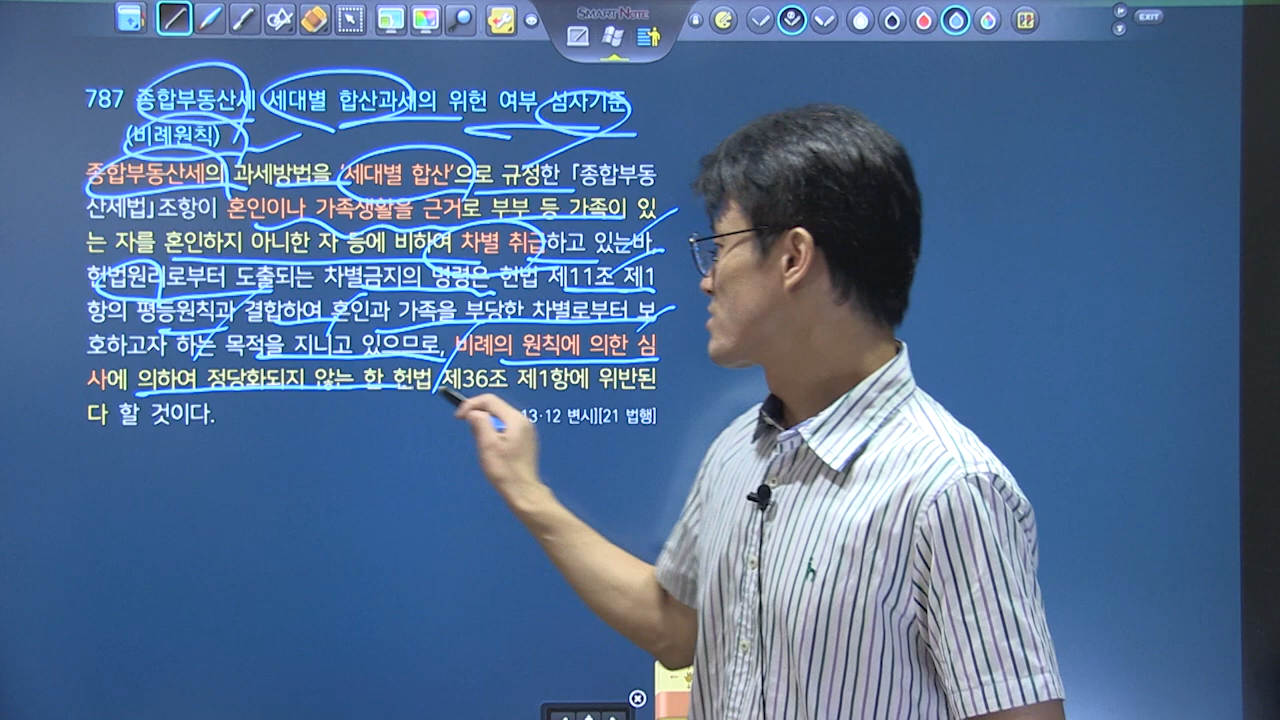 SMARTNOTE
EXIT
787 종합부동산세 세대별 합산과세의 위헌 여부 심사기준
(비례원칙)
종합부동산세의 과세방법을 '세대별 합산'으로 규정한 「종합부동
산세법」조항이 혼인이나 가족생활을 근거로 부부 등 가족이 있
는 자를 혼인하지 아니한 자 등에 비하여 차별 취급하고 있는바,
헌법원리로부터 도출되는 차별금지의 명령은 헌법 제11조 제1
항의 평등원칙과 결합하여 혼인과 가족을 부당한 차별로부터 보
호하고자 하는 목적을 지니고 있으므로, 비례의 원칙에 의한 심
사에 의하여 정당화되지 않는 한 헌법 제36조 제1항에 위반된
다 할 것이다.
13·12 변시][21 법행]